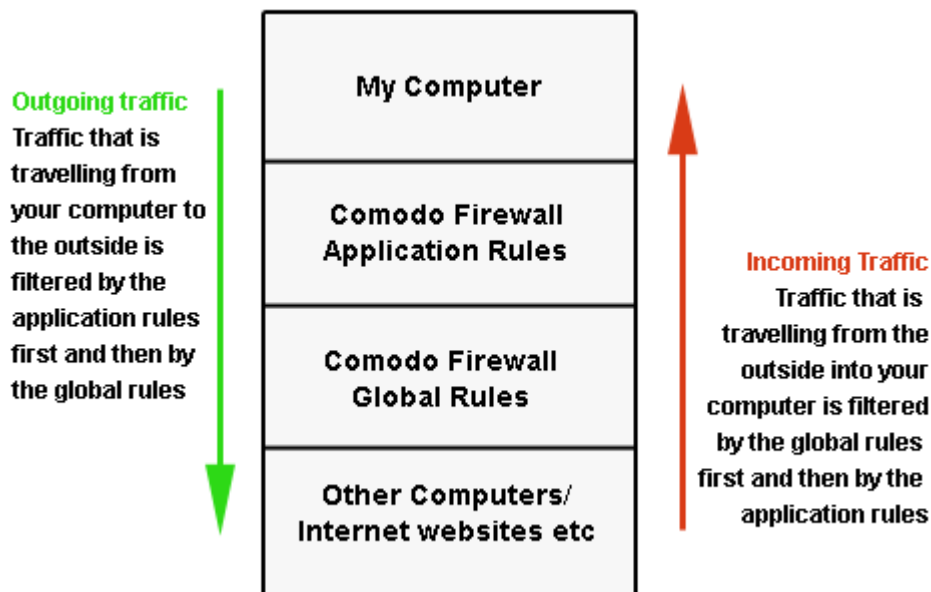 Outgoing traffic
Traffic that is
travelling from
your computer to
the outside is
filtered by the
application rules
first and then by
the global rules
My Computer
Comodo Firewall
Application Rules
Comodo Firewall
Global Rules
Other Computers/
Internet websites etc
Incoming Traffic
Traffic that is
travelling from the
outside into your
computer is filtered
by the global rules
first and then by the
application rules